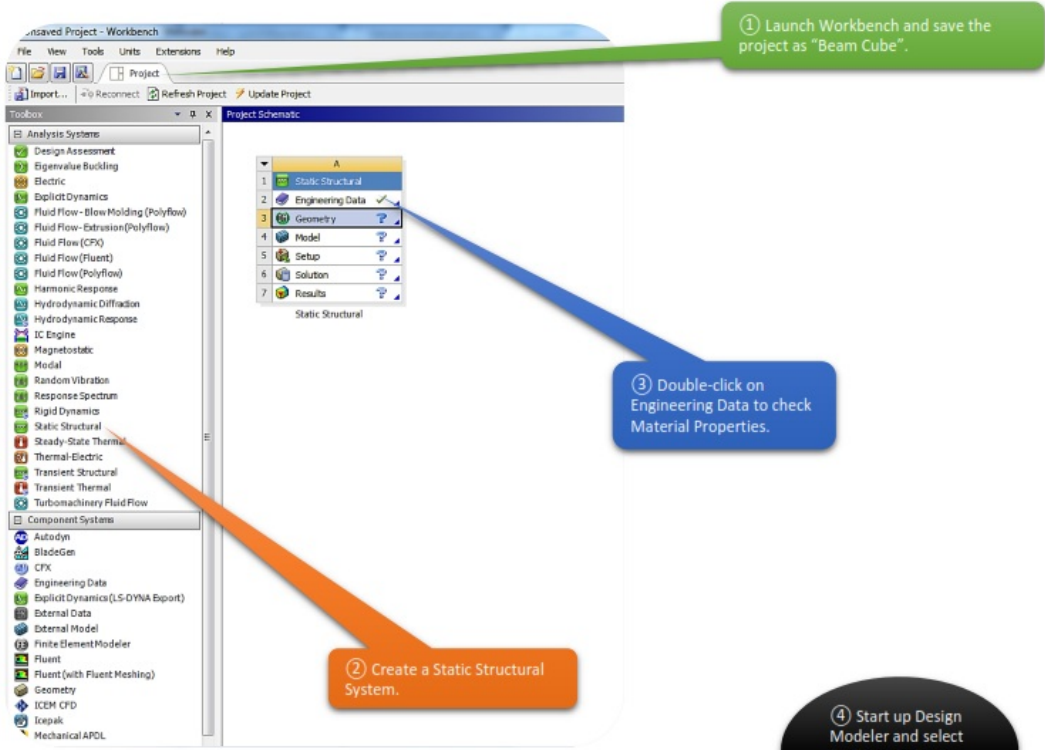 ① Launch Workbench and save the
project as “Beam Cube”.
nsaved Project - Workbench
File View Tools Units Extensions Help
Project
Import... Reconnect Refresh Project Update Project
Toolbox
Project Schematic
Analysis Systems
Design Assessment
Eigenvalue Buckling
Electric
Explicit Dynamics
Fluid Flow - Blow Molding (Polyflow)
Fluid Flow - Extrusion (Polyflow)
Fluid Flow (CFX)
Fluid Flow (Fluent)
Fluid Flow (Polyflow)
Harmonic Response
Hydrodynamic Diffraction
Hydrodynamic Response
IC Engine
Magnetostatic
Modal
Random Vibration
Response Spectrum
Rigid Dynamics
Static Structural
Steady-State Thermal
Thermal-Electric
Transient Structural
Transient Thermal
Turbomachinery Fluid Flow
Component Systems
Autodyn
BladeGen
CFX
Engineering Data
Explicit Dynamics (LS-DYNA Export)
External Data
External Model
Finite Element Modeler
Fluent
Fluent (with Fluent Meshing)
Geometry
ICEM CFD
Icepak
Mechanical APDL
A
1 Static Structural
2 Engineering Data
3 Geometry ?
4 Model ?
5 Setup ?
6 Solution ?
7 Results ?
Static Structural
③ Double-click on
Engineering Data to check
Material Properties.
② Create a Static Structural
System.
④ Start up Design
Modeler and select